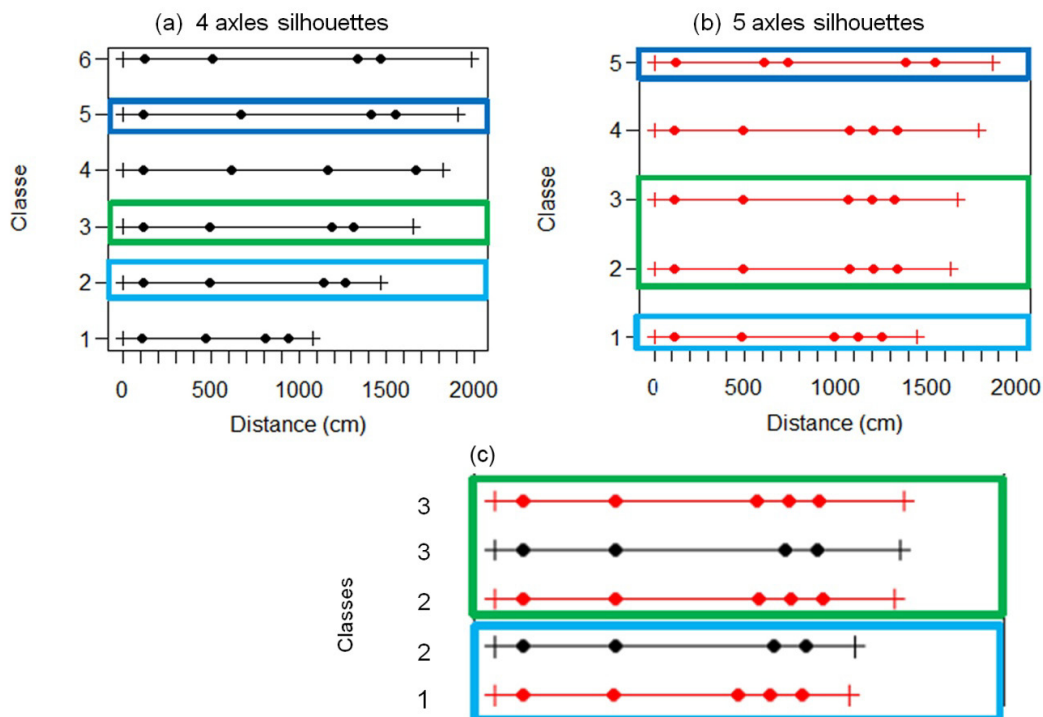 (a) 4 axles silhouettes
6
5
4
3
2
1
Classe
0 500 1000 1500 2000
Distance (cm)
(b) 5 axles silhouettes
5
4
3
2
1
Classe
0 500 1000 1500 2000
Distance (cm)
(c)
3
3
2
2
1
Classes